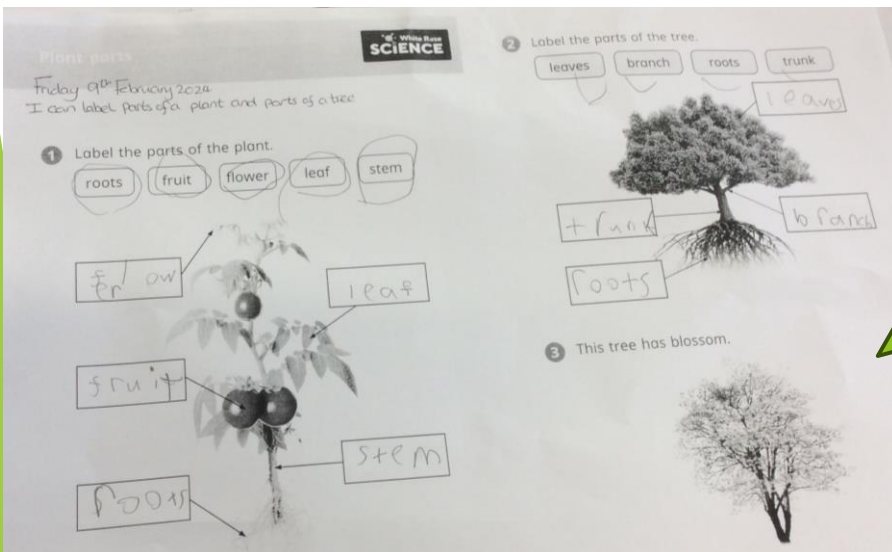 Plant parts
White Rose
SCIENCE
Friday 9th February 2024
I can label parts of a plant and parts of a tree
1 Label the parts of the plant.
roots fruit flower leaf stem
fl ow
er
leaf
fruit
stem
roots
2 Label the parts of the tree.
leaves branch roots trunk
leaves
trunk
branch
roots
3 This tree has blossom.